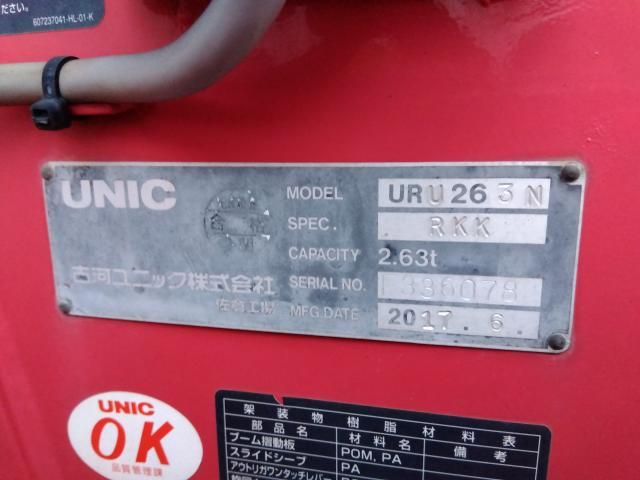 ださい。
607237041-HL-01-K
UNIC
MODEL URU263N
SPEC. RKK
CAPACITY 2.63t
古河ユニック株式会社
SERIAL NO. 336078
佐倉工場
MFG.DATE 2017.6
UNIC
OK
品質管理課
架装物樹脂材料表
部品名 材料名 備考
ブーム摺動板 POM, PA
スライドシーブ PA
アウトリガワンタッチレバー